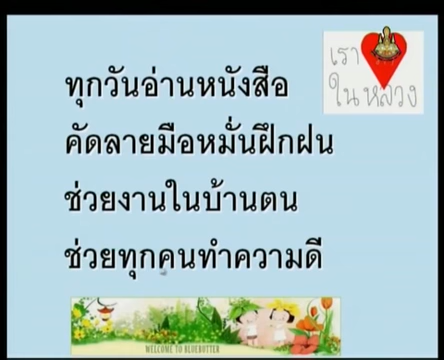 ทุกวันอ่านหนังสือ
คัดลายมือหมั่นฝึกฝน
ช่วยงานในบ้านตน
ช่วยทุกคนทำความดี
เรา
ในหลวง
WELCOME TO BLUEBUTTER